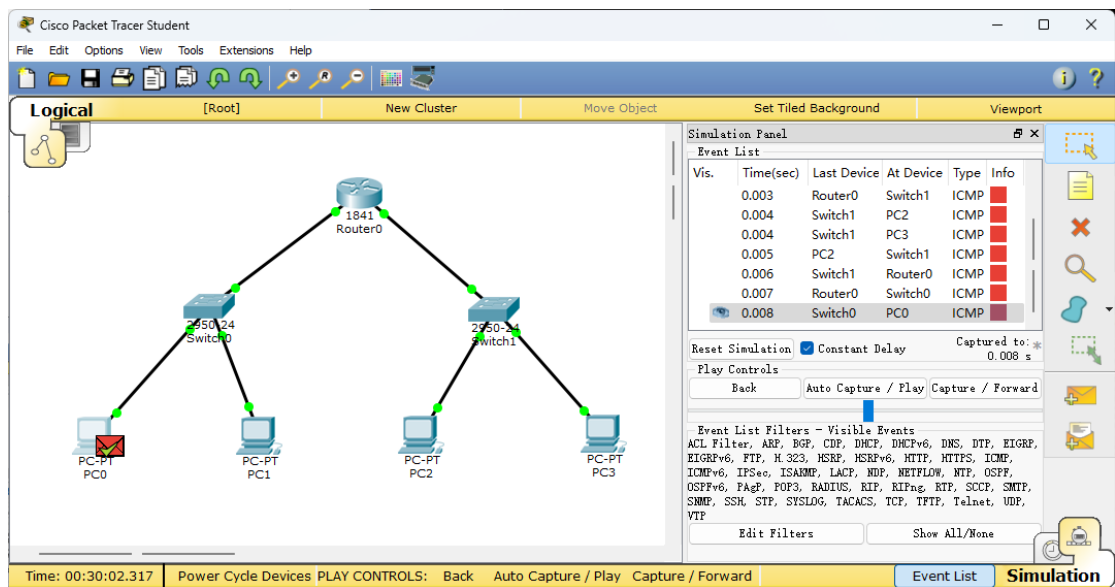 Cisco Packet Tracer Student
File Edit Options View Tools Extensions Help
Logical [Root] New Cluster Move Object Set Tiled Background Viewport
1841
Router0
2950-24
Switch0
2950-24
Switch1
PC-PT
PC0
PC-PT
PC1
PC-PT
PC2
PC-PT
PC3
Simulation Panel
Event List
Vis. Time(sec) Last Device At Device Type Info
0.003 Router0 Switch1 ICMP
0.004 Switch1 PC2 ICMP
0.004 Switch1 PC3 ICMP
0.005 PC2 Switch1 ICMP
0.006 Switch1 Router0 ICMP
0.007 Router0 Switch0 ICMP
0.008 Switch0 PC0 ICMP
Reset Simulation Constant Delay Captured to: *
0.008 s
Play Controls
Back Auto Capture / Play Capture / Forward
Event List Filters - Visible Events
ACL Filter, ARP, BGP, CDP, DHCP, DHCPv6, DNS, DTP, EIGRP,
EIGRPv6, FTP, H.323, HSRP, HSRPv6, HTTP, HTTPS, ICMP,
ICMPv6, IPSec, ISAKMP, LACP, NDP, NETFLOW, NTP, OSPF,
OSPFv6, PAgP, POP3, RADIUS, RIP, RIPng, RTP, SCCP, SMTP,
SNMP, SSH, STP, SYSLOG, TACACS, TCP, TFTP, Telnet, UDP,
VTP
Edit Filters Show All/None
Time: 00:30:02.317 Power Cycle Devices PLAY CONTROLS: Back Auto Capture / Play Capture / Forward Event List Simulation